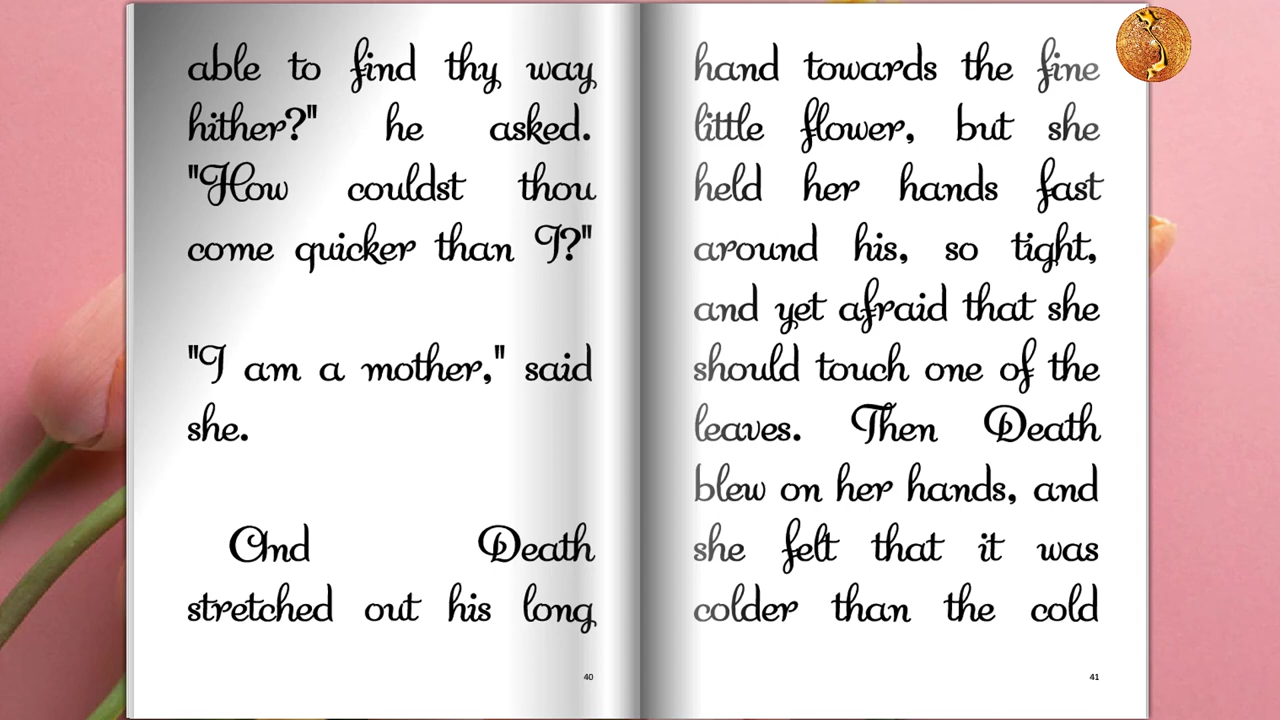 able to find thy way
hither?" he asked.
"How couldst thou
come quicker than I?"
"I am a mother," said
she.
And Death
stretched out his long
40
hand towards the fine
little flower, but she
held her hands fast
around his, so tight,
and yet afraid that she
should touch one of the
leaves. Then Death
blew on her hands, and
she felt that it was
colder than the cold
41